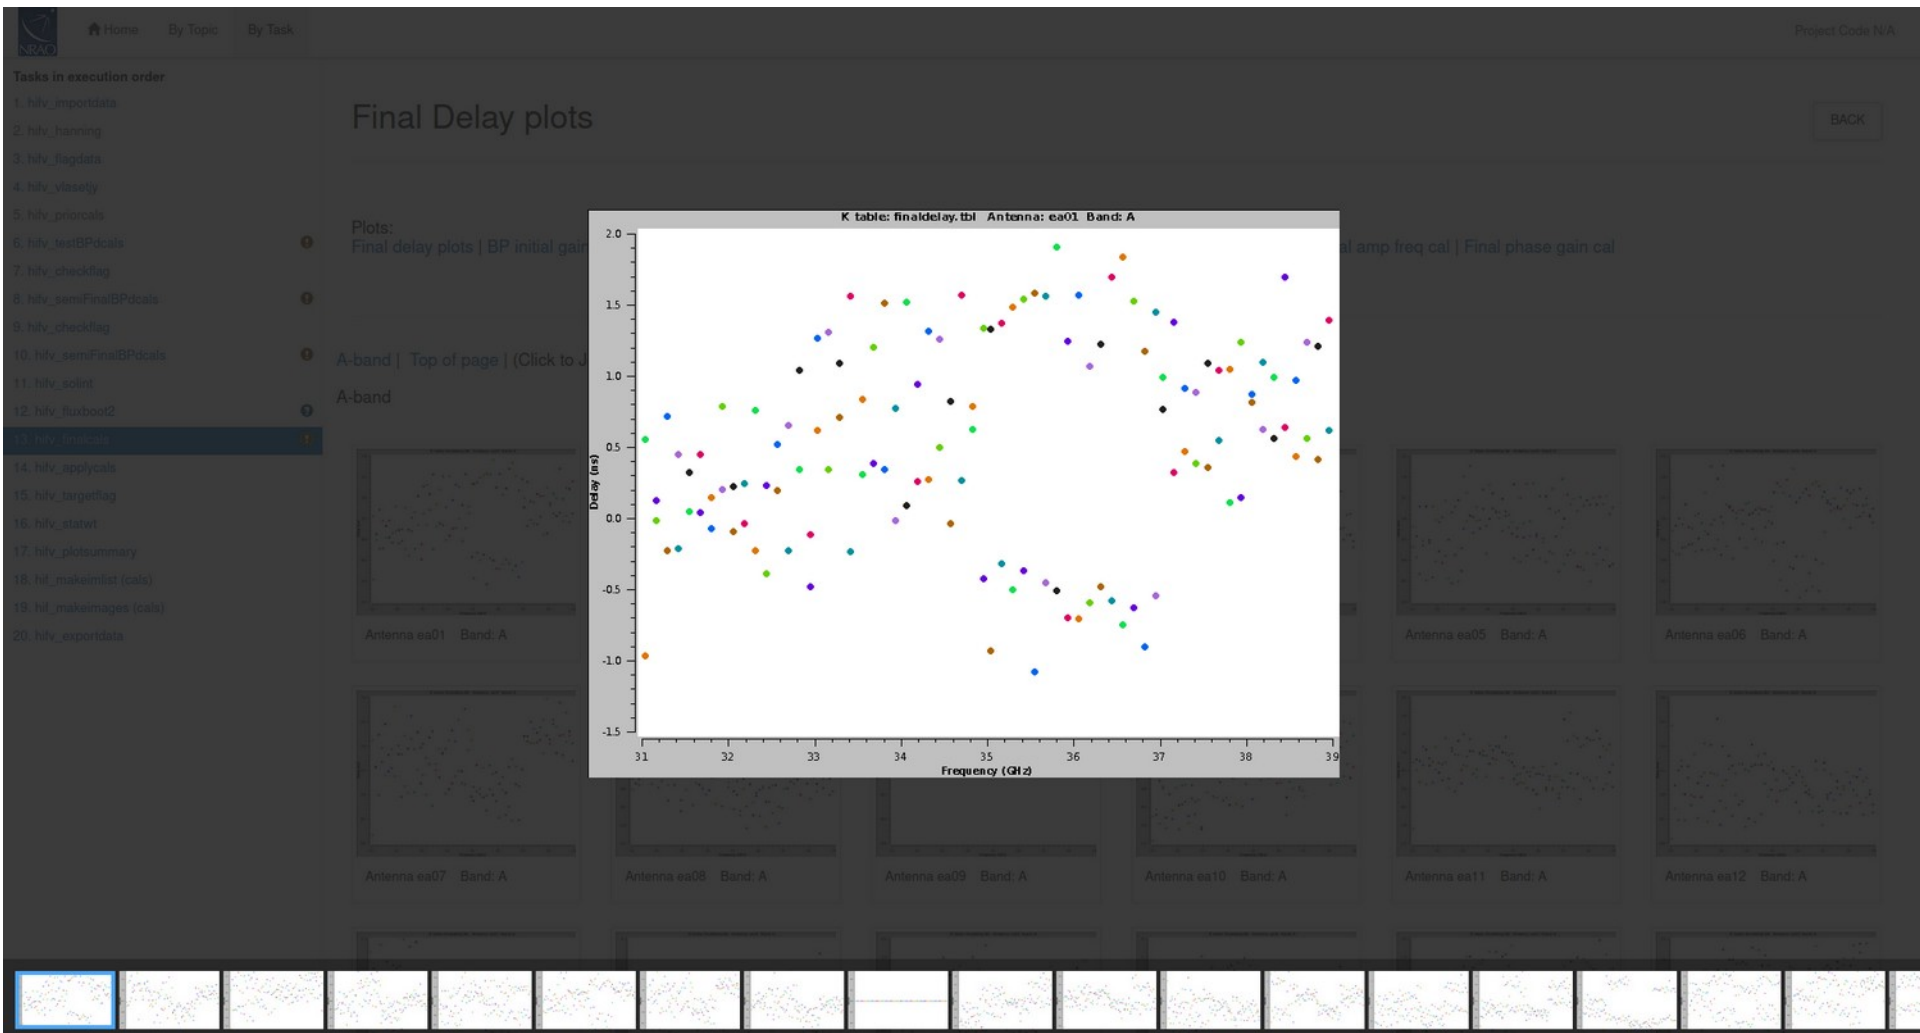 NRAO
Home By Topic By Task Project Code N/A
Tasks in execution order
1. hifv_importdata
2. hifv_hanning
3. hifv_flagdata
4. hifv_vlasetjy
5. hifv_priorcals
6. hifv_testBPdcals
7. hifv_checkflag
8. hifv_semiFinalBPdcals
9. hifv_checkflag
10. hifv_semiFinalBPdcals
11. hifv_solint
12. hifv_fluxboot2
13. hifv_finalcals
14. hifv_applycals
15. hifv_targetflag
16. hifv_statwt
17. hifv_plotsummary
18. hif_makeimlist (cals)
19. hif_makeimages (cals)
20. hifv_exportdata
Final Delay plots
BACK
Plots:
Final delay plots | BP initial gain
al amp freq cal | Final phase gain cal
A-band | Top of page | (Click to J
A-band
K table: finaldelay.tbl Antenna: ea01 Band: A
2.0
1.5
1.0
0.5
0.0
-0.5
-1.0
-1.5
Delay (ns)
31 32 33 34 35 36 37 38 39
Frequency (GHz)
Antenna ea01 Band: A
Antenna ea05 Band: A
Antenna ea06 Band: A
Antenna ea07 Band: A
Antenna ea08 Band: A
Antenna ea09 Band: A
Antenna ea10 Band: A
Antenna ea11 Band: A
Antenna ea12 Band: A